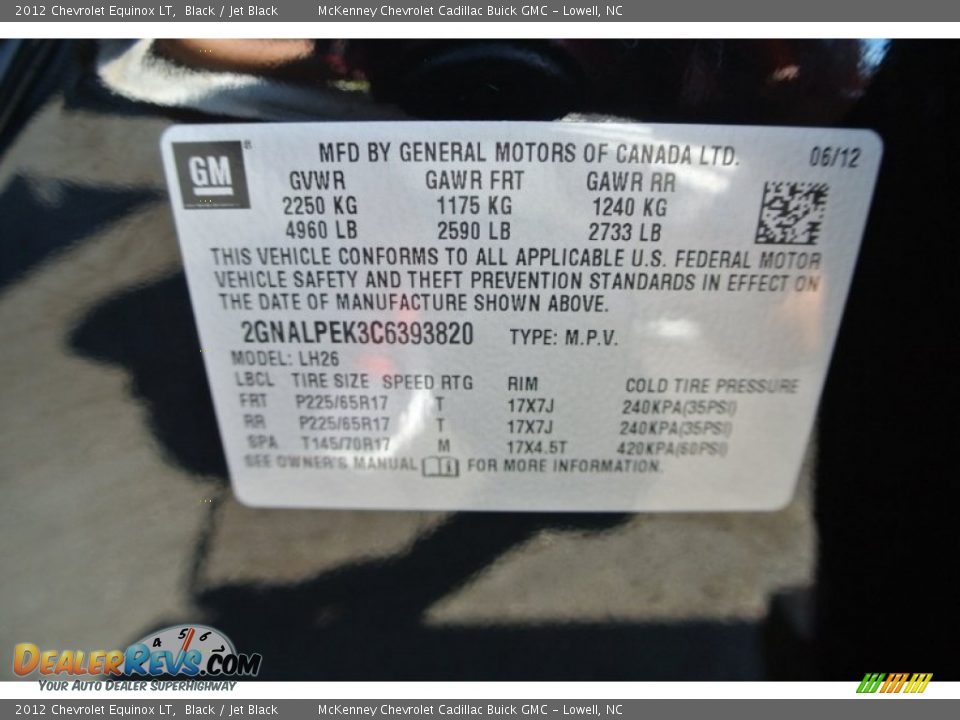 2012 Chevrolet Equinox LT, Black / Jet Black McKenney Chevrolet Cadillac Buick GMC - Lowell, NC
GM
MFD BY GENERAL MOTORS OF CANADA LTD. 06/12
GVWR GAWR FRT GAWR RR
2250 KG 1175 KG 1240 KG
4960 LB 2590 LB 2733 LB
THIS VEHICLE CONFORMS TO ALL APPLICABLE U.S. FEDERAL MOTOR
VEHICLE SAFETY AND THEFT PREVENTION STANDARDS IN EFFECT ON
THE DATE OF MANUFACTURE SHOWN ABOVE.
2GNALPEK3C6393820 TYPE: M.P.V.
MODEL: LH26
LBCL TIRE SIZE SPEED RTG RIM COLD TIRE PRESSURE
FRT P225/65R17 T 17X7J 240KPA(35PSI)
RR P225/65R17 T 17X7J 240KPA(35PSI)
SPA T145/70R17 M 17X4.5T 420KPA(60PSI)
SEE OWNER'S MANUAL FOR MORE INFORMATION.
4 5 6
DEALERREVS.COM
YOUR AUTO DEALER SUPERHIGHWAY
2012 Chevrolet Equinox LT, Black / Jet Black McKenney Chevrolet Cadillac Buick GMC - Lowell, NC